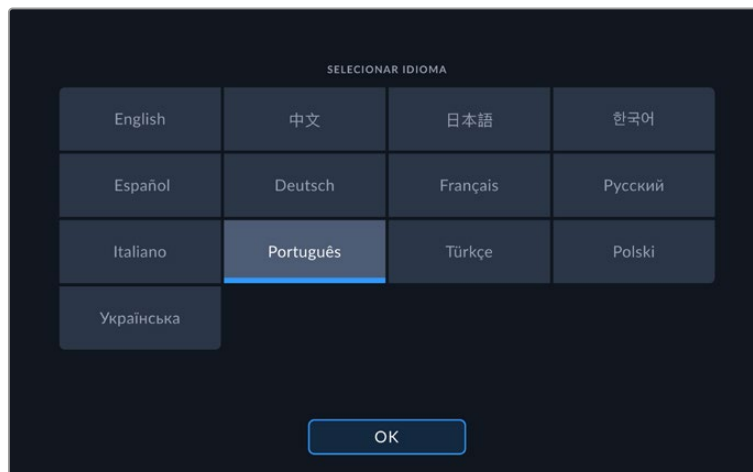 SELECIONAR IDIOMA
English 中文 日本語 한국어
Español Deutsch Français Русский
Italiano Português Türkçe Polski
Українська
OK